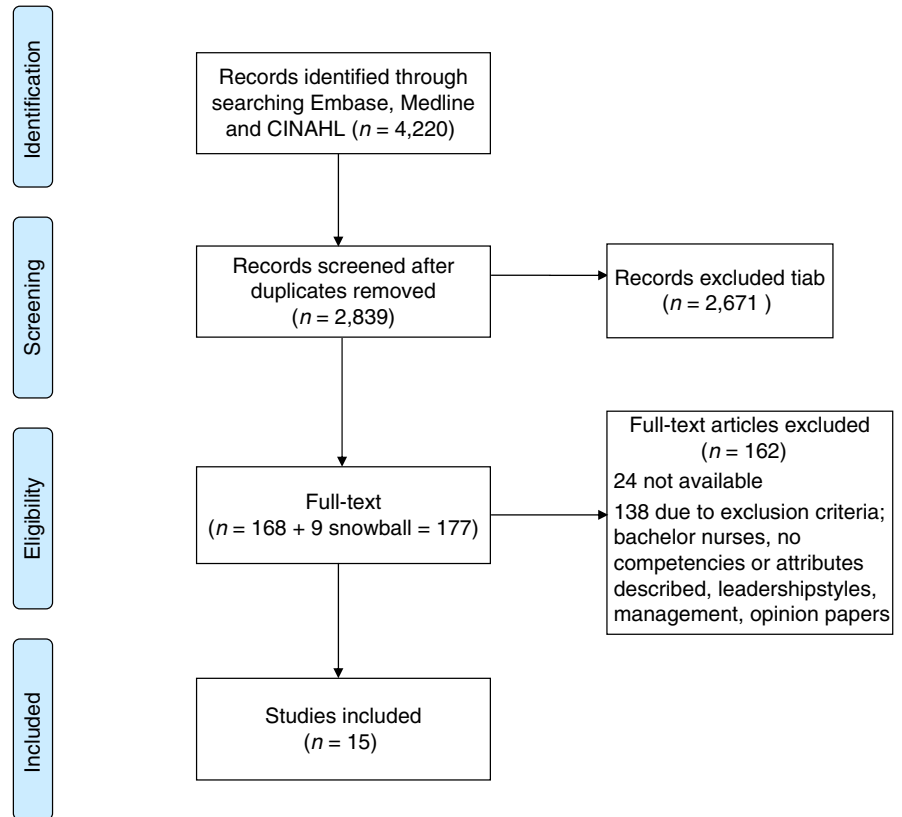 Identification
Records identified through
searching Embase, Medline
and CINAHL (n = 4,220)
Screening
Records screened after
duplicates removed
(n = 2,839)
Records excluded tiab
(n = 2,671 )
Eligibility
Full-text
(n = 168 + 9 snowball = 177)
Full-text articles excluded
(n = 162)
24 not available
138 due to exclusion criteria;
bachelor nurses, no
competencies or attributes
described, leadershipstyles,
management, opinion papers
Included
Studies included
(n = 15)